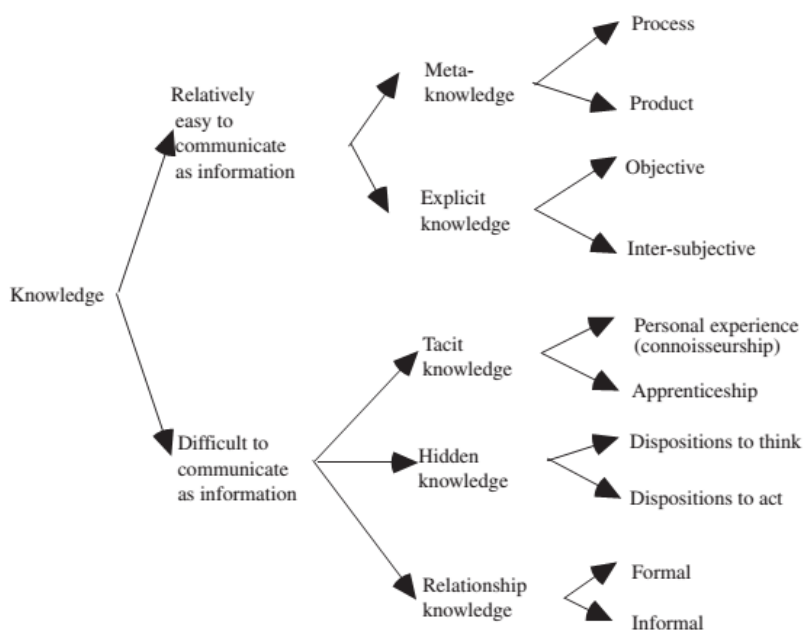 Process
Meta-
knowledge
Relatively
easy to
communicate
as information
Product
Objective
Explicit
knowledge
Inter-subjective
Knowledge
Personal experience
(connoisseurship)
Tacit
knowledge
Apprenticeship
Difficult to
communicate
as information
Dispositions to think
Hidden
knowledge
Dispositions to act
Formal
Relationship
knowledge
Informal